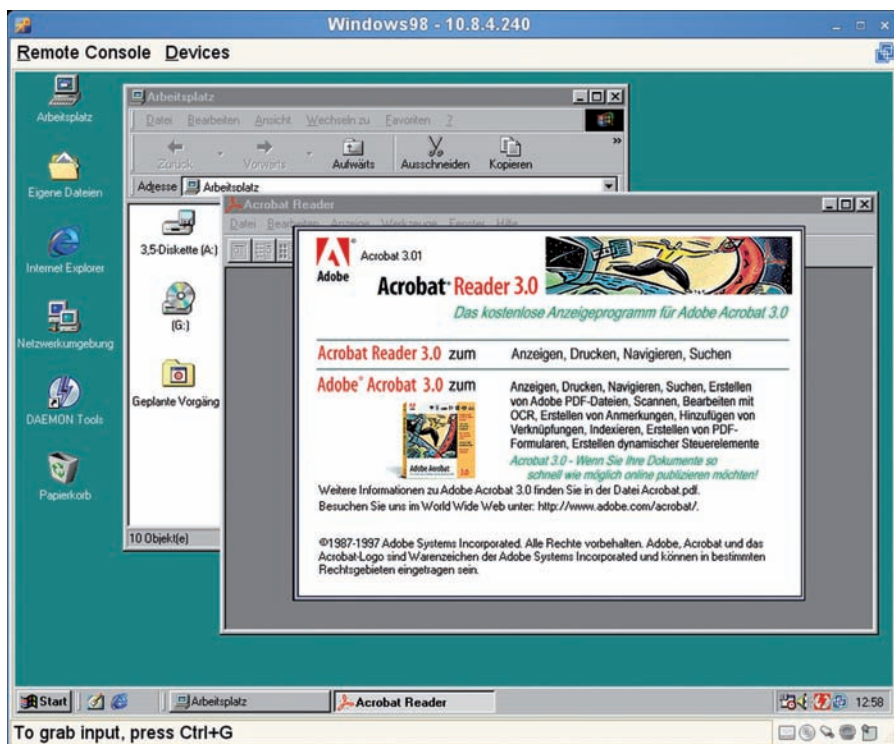 Windows98 - 10.8.4.240
Remote Console Devices
Arbeitsplatz
Eigene Dateien
Internet Explorer
Netzwerkumgebung
DAEMON Tools
Papierkorb
Arbeitsplatz
Datei Bearbeiten Ansicht Wechseln zu Favoriten ?
Zurück Vorwärts Aufwärts Ausschneiden Kopieren »
Adresse Arbeitsplatz
3,5-Diskette (A:)
(G:)
Geplante Vorgäng
10 Objekt(e)
Acrobat Reader
Datei Bearbeiten Anzeige Werkzeuge Fenster Hilfe
Adobe
Acrobat 3.01
Acrobat® Reader 3.0
Das kostenlose Anzeigeprogramm für Adobe Acrobat 3.0
Acrobat Reader 3.0 zum Anzeigen, Drucken, Navigieren, Suchen
Adobe® Acrobat 3.0 zum Anzeigen, Drucken, Navigieren, Suchen, Erstellen
von Adobe PDF-Dateien, Scannen, Bearbeiten mit
OCR, Erstellen von Anmerkungen, Hinzufügen von
Verknüpfungen, Indexieren, Erstellen von PDF-
Formularen, Erstellen dynamischer Steuerelemente
Adobe Acrobat 3.0
Acrobat 3.0 - Wenn Sie Ihre Dokumente so
schnell wie möglich online publizieren möchten!
Weitere Informationen zu Adobe Acrobat 3.0 finden Sie in der Datei Acrobat.pdf.
Besuchen Sie uns im World Wide Web unter: http://www.adobe.com/acrobat/.
©1987-1997 Adobe Systems Incorporated. Alle Rechte vorbehalten. Adobe, Acrobat und das
Acrobat-Logo sind Warenzeichen der Adobe Systems Incorporated und können in bestimmten
Rechtsgebieten eingetragen sein.
Start Arbeitsplatz Acrobat Reader 12:58
To grab input, press Ctrl+G